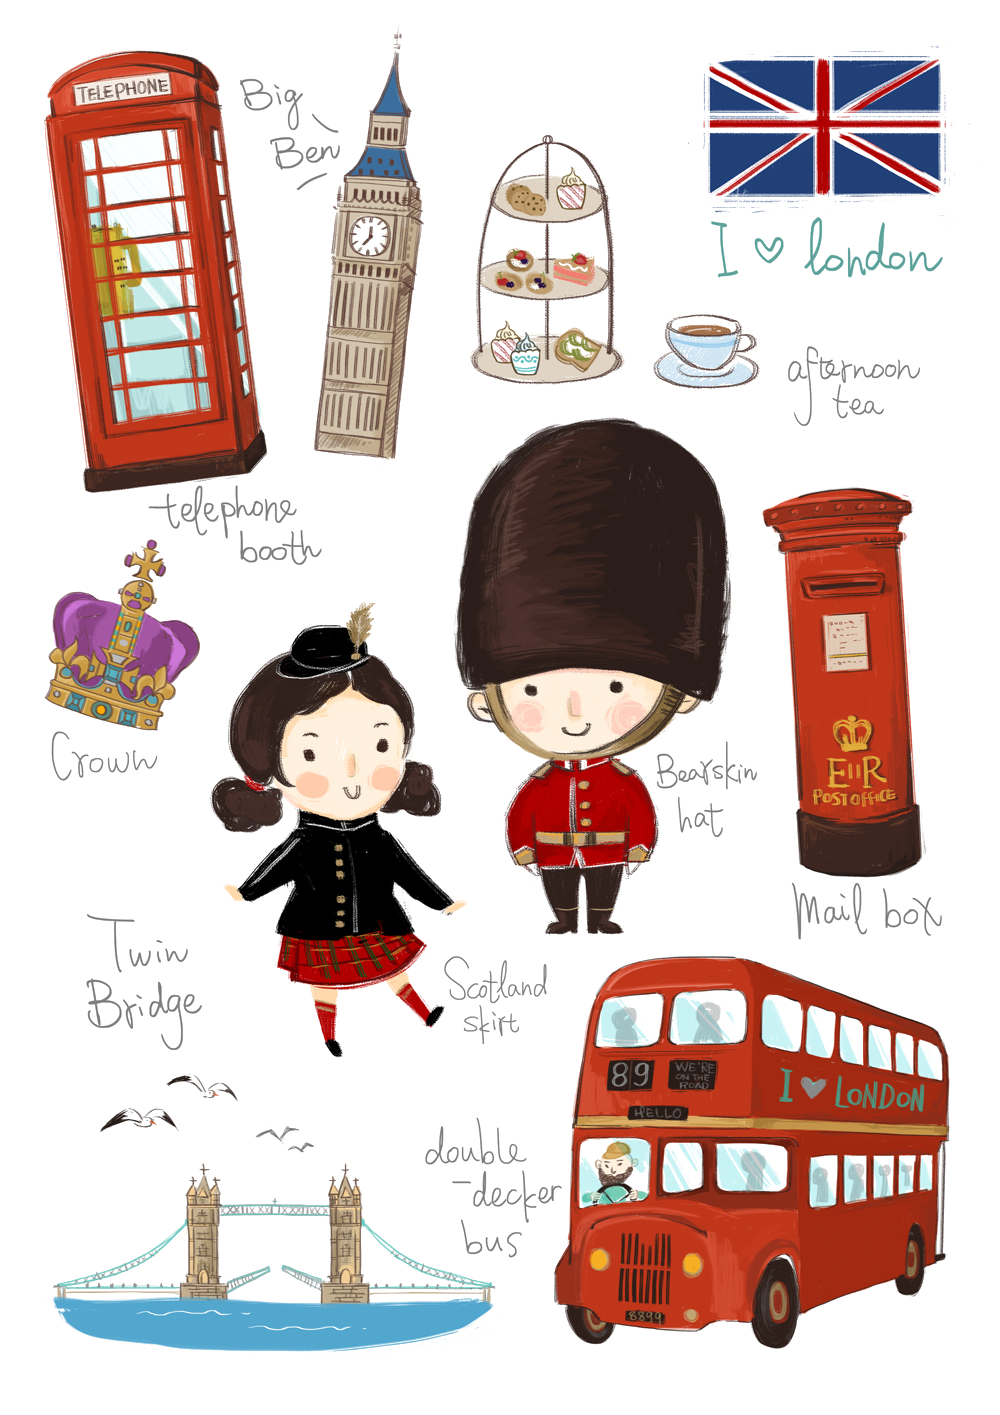 TELEPHONE
Big
Ben
I ♡ london
afternoon
tea
telephone
booth
Crown
Bearskin
hat
EIIR
POST OFFICE
Mail box
Twin
Bridge
Scotland
skirt
89
WE'RE
ON THE
ROAD
HELLO
I ♥ LONDON
double
-decker
bus
8899